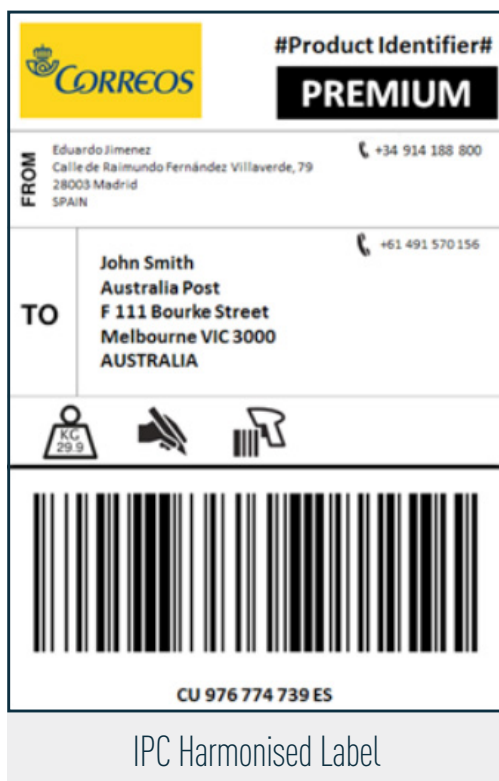 CORREOS
#Product Identifier#
PREMIUM
FROM
Eduardo Jimenez
Calle de Raimundo Fernández Villaverde, 79
28003 Madrid
SPAIN
+34 914 188 800
TO
John Smith
Australia Post
F 111 Bourke Street
Melbourne VIC 3000
AUSTRALIA
+61 491 570 156
KG
29.9
CU 976 774 739 ES
IPC Harmonised Label